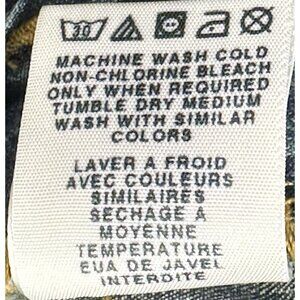 30
MACHINE WASH COLD
NON-CHLORINE BLEACH
ONLY WHEN REQUIRED
TUMBLE DRY MEDIUM
WASH WITH SIMILAR
COLORS
LAVER A FROID
AVEC COULEURS
SIMILAIRES
SECHAGE A
MOYENNE
TEMPERATURE
EUA DE JAVEL
INTERDITE